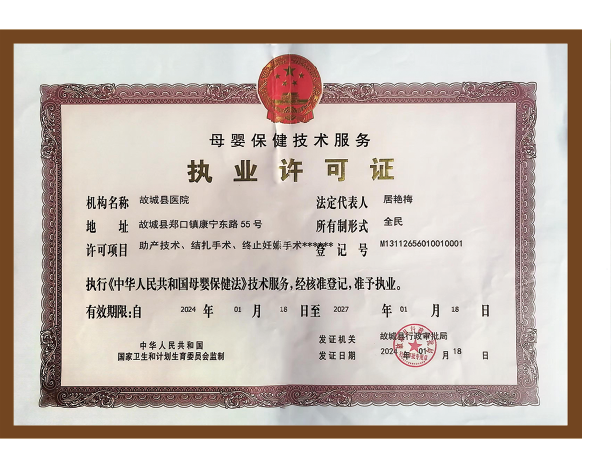 母婴保健技术服务
执业许可证
机构名称 故城县医院 法定代表人 居艳梅
地 址 故城县郑口镇康宁东路 55 号 所有制形式 全民
许可项目 助产技术、结扎手术、终止妊娠手术****** 登 记 号 M13112656010010001
执行《中华人民共和国母婴保健法》技术服务,经核准登记,准予执业。
有效期限:自 2024 年 01 月 18 日至 2027 年 01 月 18 日
中华人民共和国
国家卫生和计划生育委员会监制
发证机关 故城县行政审批局
发证日期 2024 年 01 月 18 日